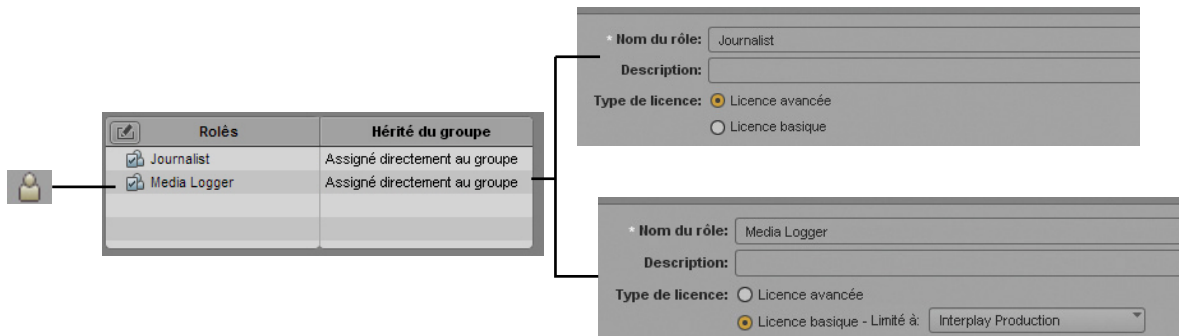 * Nom du rôle: Journalist
Description:
Type de licence: Licence avancée
Licence basique
Rolês Hérité du groupe
Journalist Assigné directement au groupe
Media Logger Assigné directement au groupe
* Nom du rôle: Media Logger
Description:
Type de licence: Licence avancée
Licence basique - Limité à: Interplay Production